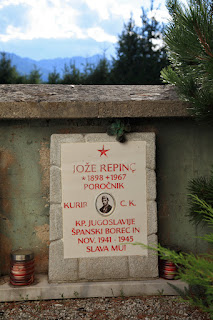 JOŽE REPINC
★ 1898 + 1967
POROČNIK
KURIR C.K.
KP. JUGOSLAVIJE
ŠPANSKI BOREC IN
NOV. 1941 - 1945
SLAVA MU!